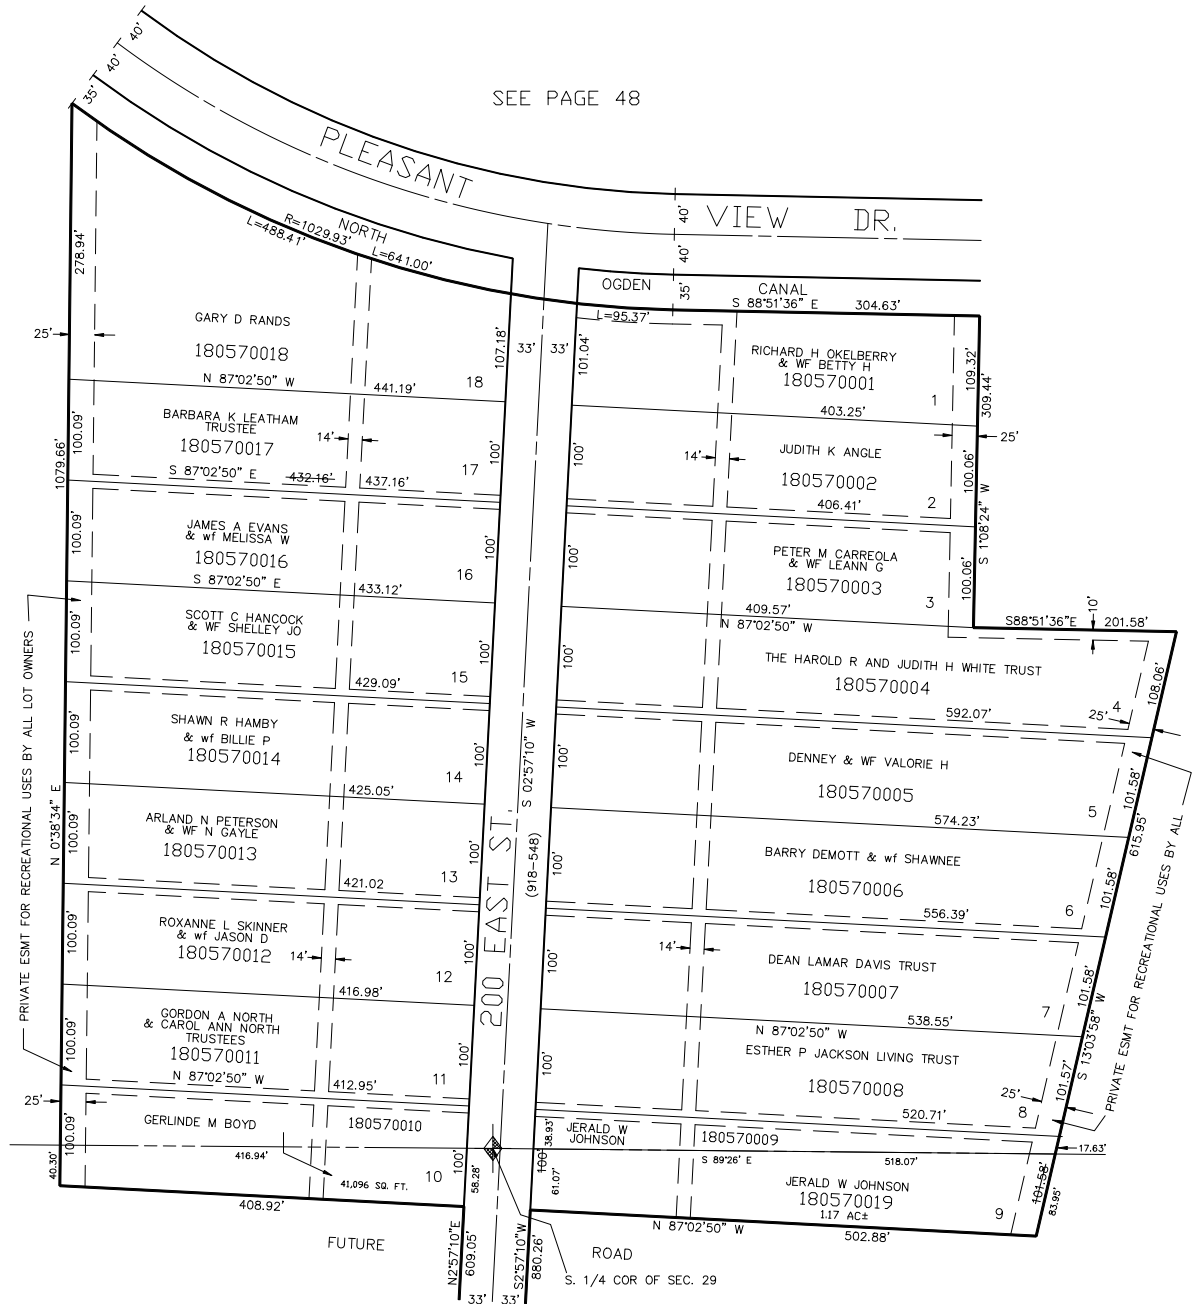 SEE PAGE 48
40'
40'
35'
PLEASANT
VIEW DR.
NORTH
R=1029.93'
L=488.41'
L=641.00'
40'
40'
35'
OGDEN CANAL
S 88°51'36" E 304.63'
L=95.37'
278.94'
25'
GARY D RANDS
180570018
N 87°02'50" W 441.19'
18
107.18'
33' 33'
101.04'
RICHARD H OKELBERRY
& WF BETTY H
180570001
1
403.25'
109.32'
309.44'
25'
BARBARA K LEATHAM
TRUSTEE
180570017
14'
17
S 87°02'50" E 432.16' 437.16'
100.09'
1079.66'
100'
100'
JUDITH K ANGLE
180570002
14'
2
406.41'
100.06'
S 1°08'24" W
JAMES A EVANS
& wf MELISSA W
180570016
16
S 87°02'50" E 433.12'
100.09'
100'
100'
PETER M CARREOLA
& WF LEANN G
180570003
3
409.57'
N 87°02'50" W
100.06'
S88°51'36"E 201.58'
10'
SCOTT C HANCOCK
& WF SHELLEY JO
180570015
15
429.09'
100.09'
100'
100'
THE HAROLD R AND JUDITH H WHITE TRUST
180570004
4
25'
592.07'
108.06'
SHAWN R HAMBY
& wf BILLIE P
180570014
14
425.05'
100.09'
100'
100'
S 02°57'10" W
DENNEY & WF VALORIE H
180570005
5
574.23'
101.58'
615.95'
ARLAND N PETERSON
& WF N GAYLE
180570013
13
421.02
100.09'
N 0°38'34" E
100'
100'
200 EAST ST.
(918-548)
BARRY DEMOTT & wf SHAWNEE
180570006
6
556.39'
101.58'
ROXANNE L SKINNER
& wf JASON D
180570012
14'
12
416.98'
100.09'
100'
100'
14'
DEAN LAMAR DAVIS TRUST
180570007
7
538.55'
N 87°02'50" W
101.58'
S 13°03'58" W
GORDON A NORTH
& CAROL ANN NORTH
TRUSTEES
180570011
11
N 87°02'50" W 412.95'
100.09'
100'
100'
ESTHER P JACKSON LIVING TRUST
180570008
8
25'
520.71'
101.57'
PRIVATE ESMT FOR RECREATIONAL USES BY ALL LOT OWNERS
PRIVATE ESMT FOR RECREATIONAL USES BY ALL
25'
GERLINDE M BOYD
180570010
416.94'
41,096 SQ. FT.
10
100.09'
40.30'
408.92'
100'
58.28'
100'
38.93'
61.07'
JERALD W
JOHNSON
180570009
S 89°26' E 518.07'
17.63'
JERALD W JOHNSON
180570019
1.17 AC±
9
101.58'
83.95'
N 87°02'50" W 502.88'
FUTURE ROAD
N2°57'10"E
609.05'
S2°57'10"W
880.26'
33' 33'
S. 1/4 COR OF SEC. 29